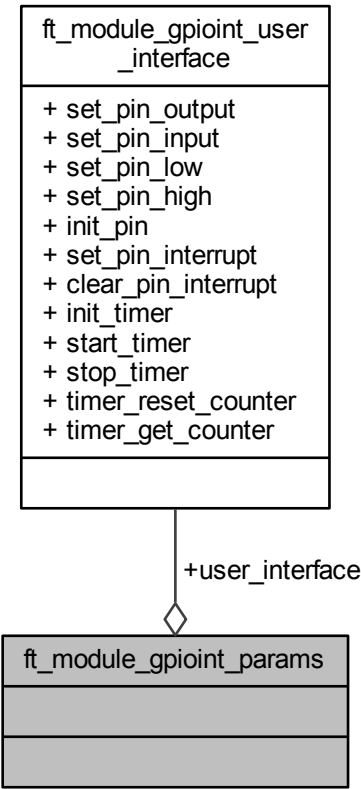 ft_module_gpioint_user
_interface
+ set_pin_output
+ set_pin_input
+ set_pin_low
+ set_pin_high
+ init_pin
+ set_pin_interrupt
+ clear_pin_interrupt
+ init_timer
+ start_timer
+ stop_timer
+ timer_reset_counter
+ timer_get_counter
+user_interface
ft_module_gpioint_params